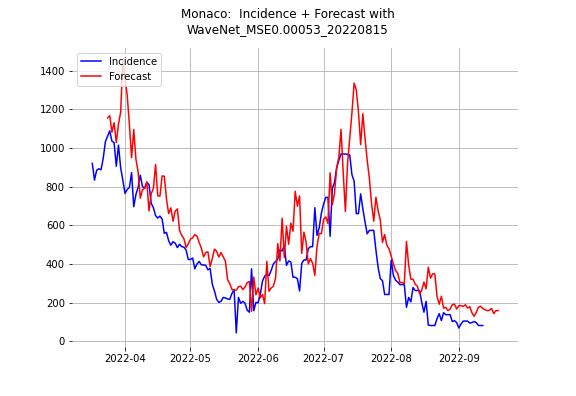 Monaco:  Incidence + Forecast with
WaveNet_MSE0.00053_20220815
Incidence
Forecast
1400
1200
1000
800
600
400
200
0
2022-04 2022-05 2022-06 2022-07 2022-08 2022-09